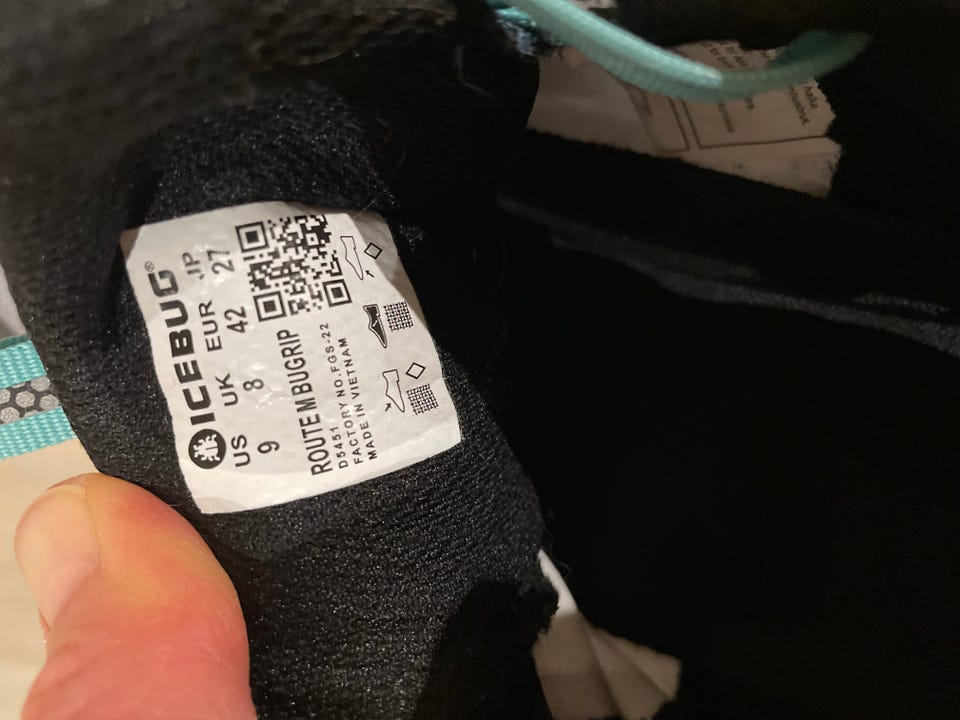 ICEBUG®
US UK EUR JP
9 8 42 27
ROUTE M BUGRIP
D5451
FACTORY NO.FGS-22
MADE IN VIETNAM